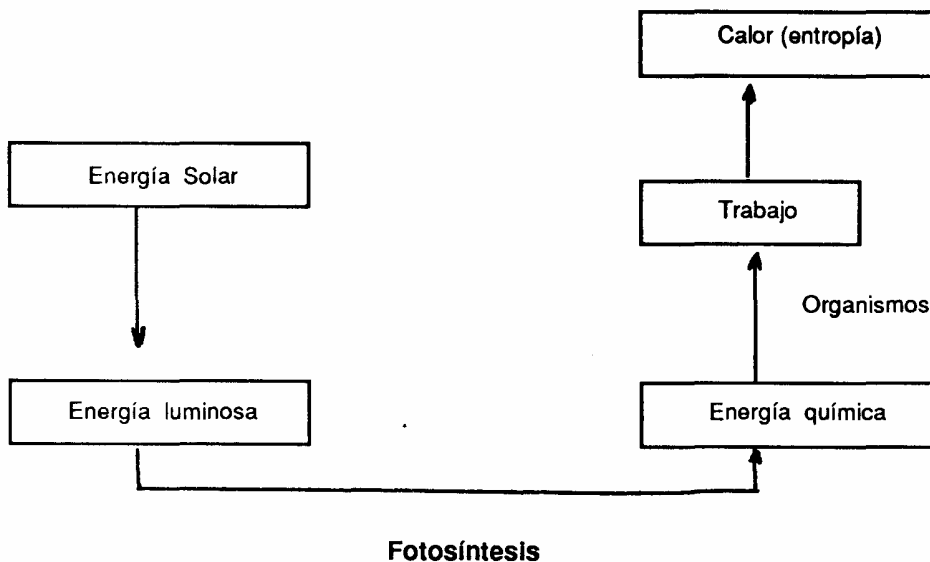 Calor (entropía)
Energía Solar
Trabajo
Organismos
Energía luminosa
Energía química
Fotosíntesis